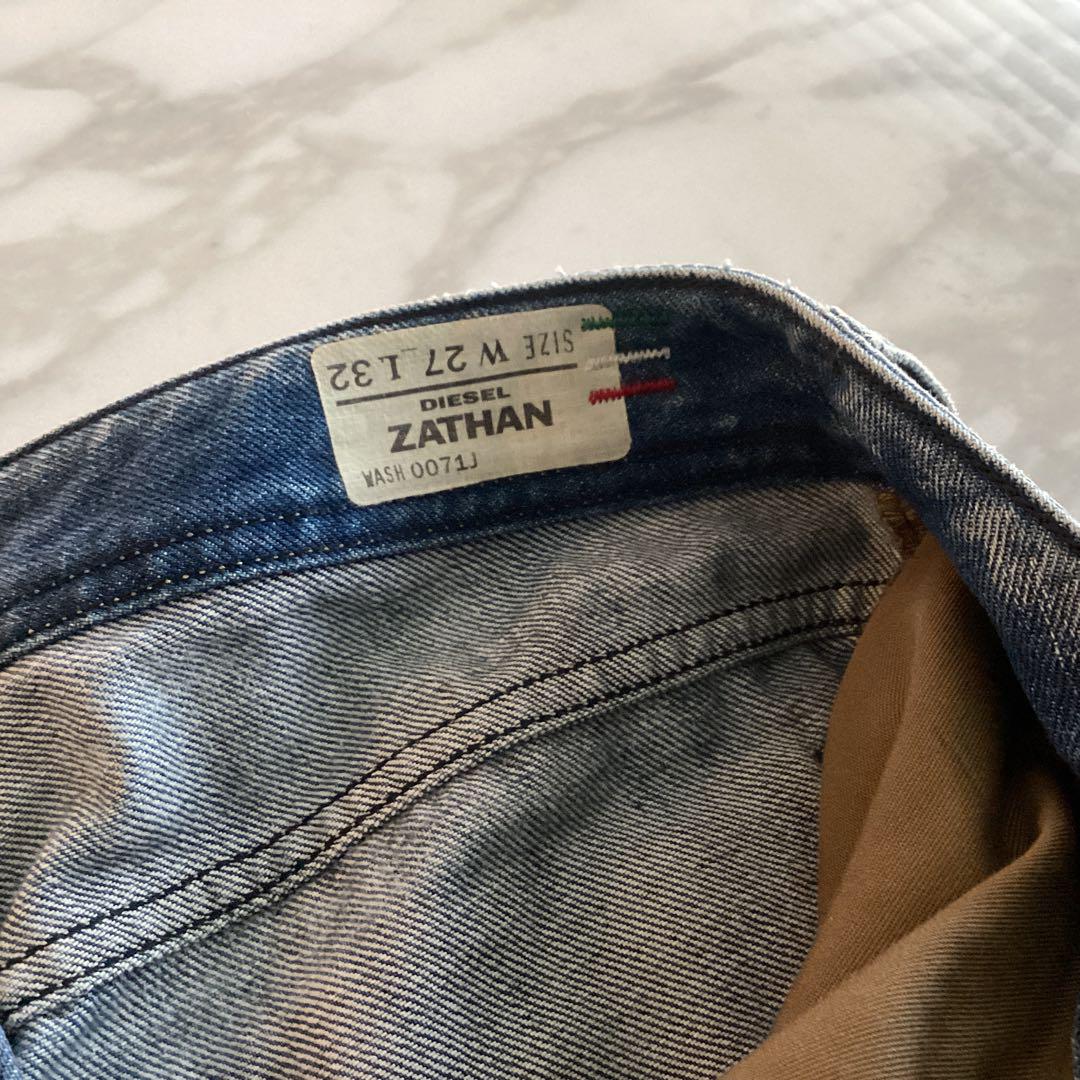 SIZE W 27 L 32
DIESEL
ZATHAN
WASH 0071J